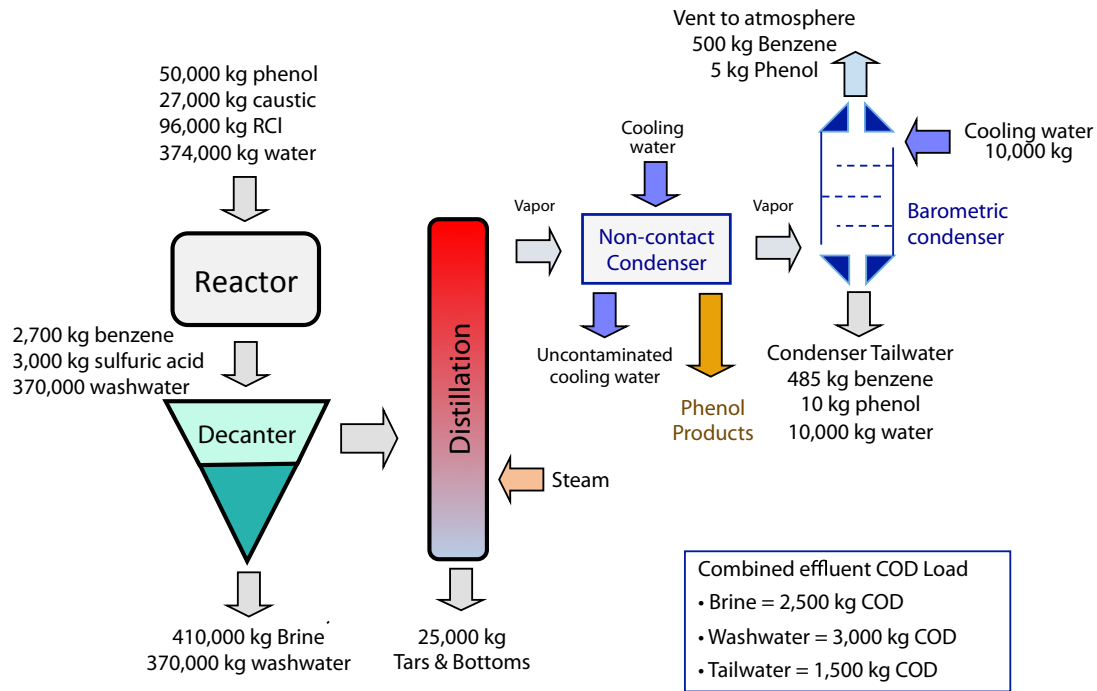 50,000 kg phenol
27,000 kg caustic
96,000 kg RCl
374,000 kg water
Reactor
2,700 kg benzene
3,000 kg sulfuric acid
370,000 washwater
Decanter
410,000 kg Brine
370,000 kg washwater
Distillation
Steam
25,000 kg
Tars & Bottoms
Vapor
Cooling
water
Non-contact
Condenser
Uncontaminated
cooling water
Phenol
Products
Vapor
Vent to atmosphere
500 kg Benzene
5 kg Phenol
Cooling water
10,000 kg
Barometric
condenser
Condenser Tailwater
485 kg benzene
10 kg phenol
10,000 kg water
Combined effluent COD Load
• Brine = 2,500 kg COD
• Washwater = 3,000 kg COD
• Tailwater = 1,500 kg COD